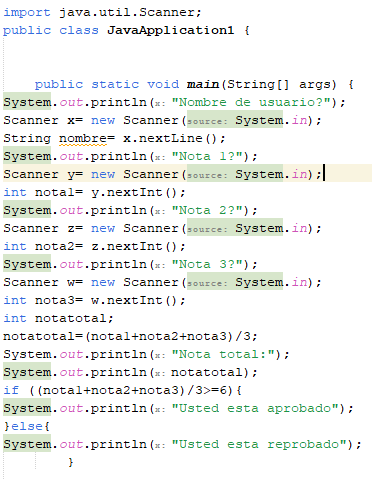 import java.util.Scanner;
public class JavaApplication1 {
public static void main(String[] args) {
System.out.println(x: "Nombre de usuario?");
Scanner x= new Scanner(source: System.in);
String nombre= x.nextLine();
System.out.println(x: "Nota 1?");
Scanner y= new Scanner(source: System.in);
int nota1= y.nextInt();
System.out.println(x: "Nota 2?");
Scanner z= new Scanner(source: System.in);
int nota2= z.nextInt();
System.out.println(x: "Nota 3?");
Scanner w= new Scanner(source: System.in);
int nota3= w.nextInt();
int notatotal;
notatotal=(nota1+nota2+nota3)/3;
System.out.println(x: "Nota total:");
System.out.println(x: notatotal);
if ((nota1+nota2+nota3)/3>=6){
System.out.println(x: "Usted esta aprobado");
}else{
System.out.println(x: "Usted esta reprobado");
}